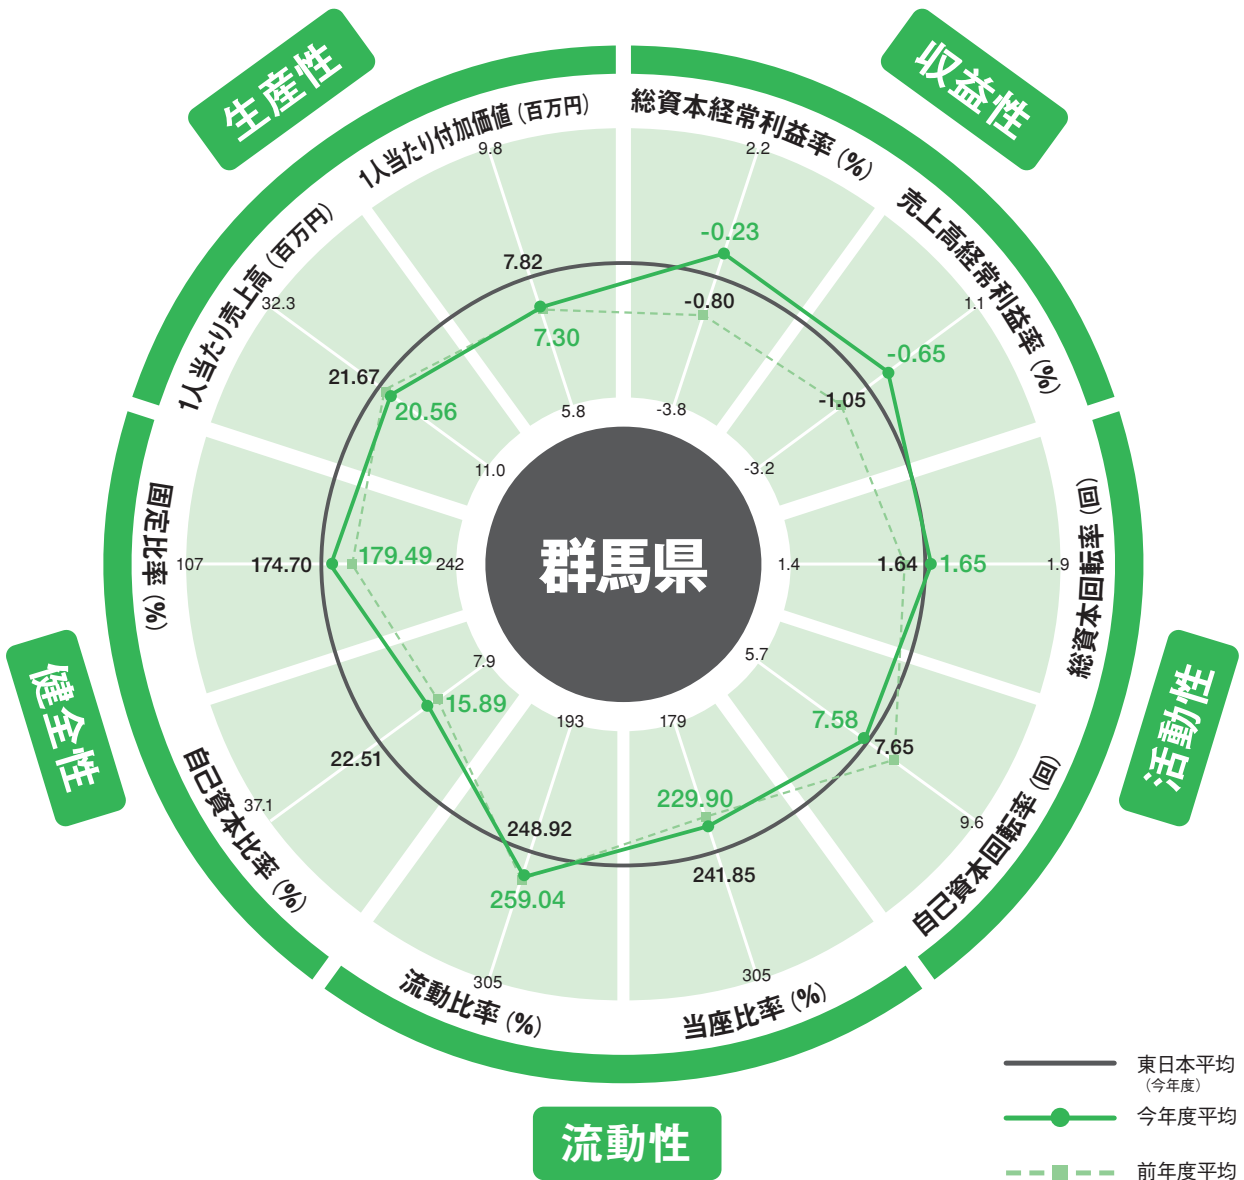 生産性
収益性
1人当たり付加価値（百万円）
総資本経常利益率（%）
9.8
2.2
1人当たり売上高（百万円）
売上高経常利益率（%）
32.3
1.1
7.82
-0.23
-0.80
7.30
-0.65
21.67
20.56
-1.05
5.8
-3.8
11.0
-3.2
固定比率（%）
総資本回転率（回）
107
174.70
179.49
242
群馬県
1.4
1.64
1.65
1.9
健全性
活動性
7.9
5.7
15.89
7.58
193
179
22.51
7.65
自己資本比率（%）
自己資本回転率（回）
37.1
9.6
229.90
248.92
241.85
259.04
305
305
流動比率（%）
当座比率（%）
流動性
東日本平均
（今年度）
今年度平均
前年度平均